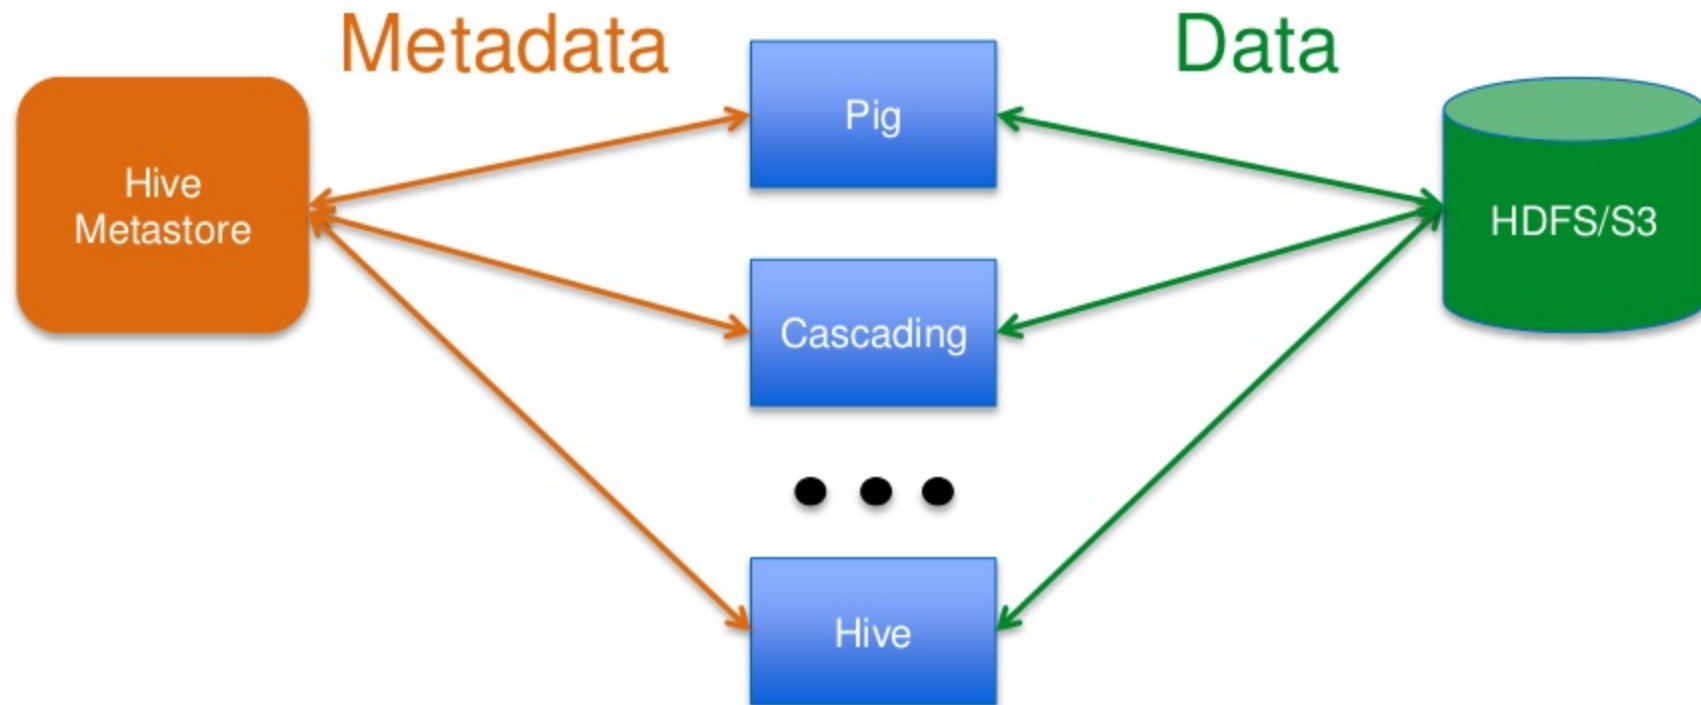 Metadata
Data
Hive
Metastore
Pig
Cascading
Hive
HDFS/S3